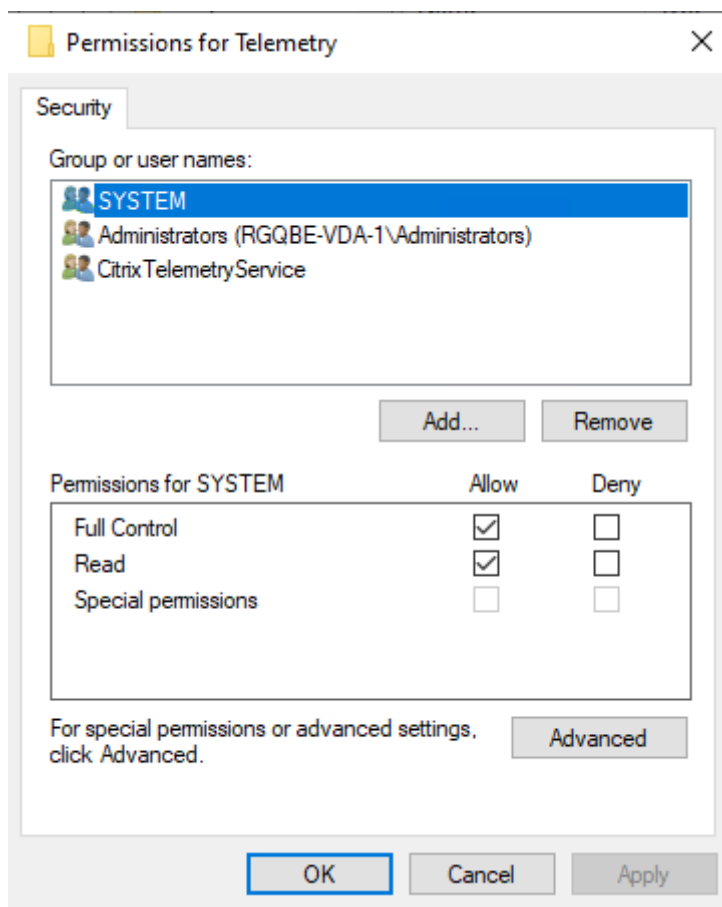 Permissions for Telemetry
Security
Group or user names:
SYSTEM
Administrators (RGQBE-VDA-1\Administrators)
CitrixTelemetryService
Add... Remove
Permissions for SYSTEM Allow Deny
Full Control
Read
Special permissions
For special permissions or advanced settings,
click Advanced.
Advanced
OK Cancel Apply